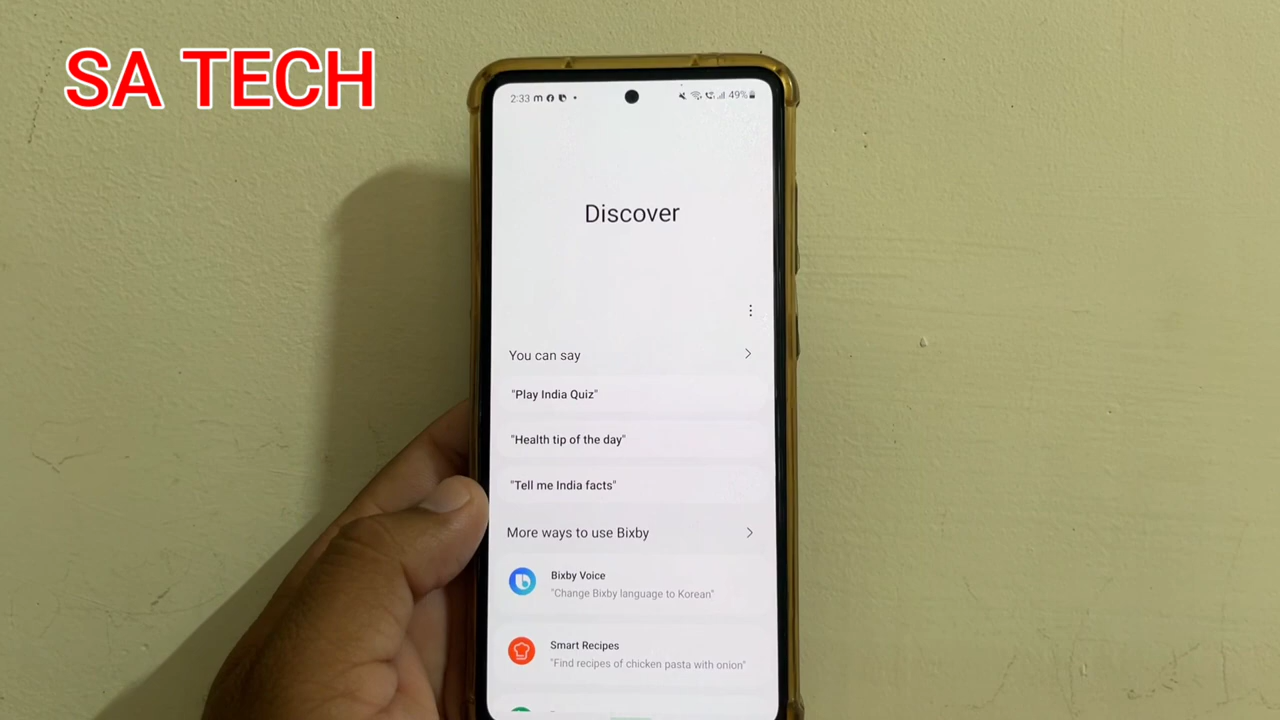 SA TECH
2:33 m 49%
Discover
You can say
"Play India Quiz"
"Health tip of the day"
"Tell me India facts"
More ways to use Bixby
Bixby Voice
"Change Bixby language to Korean"
Smart Recipes
"Find recipes of chicken pasta with onion"